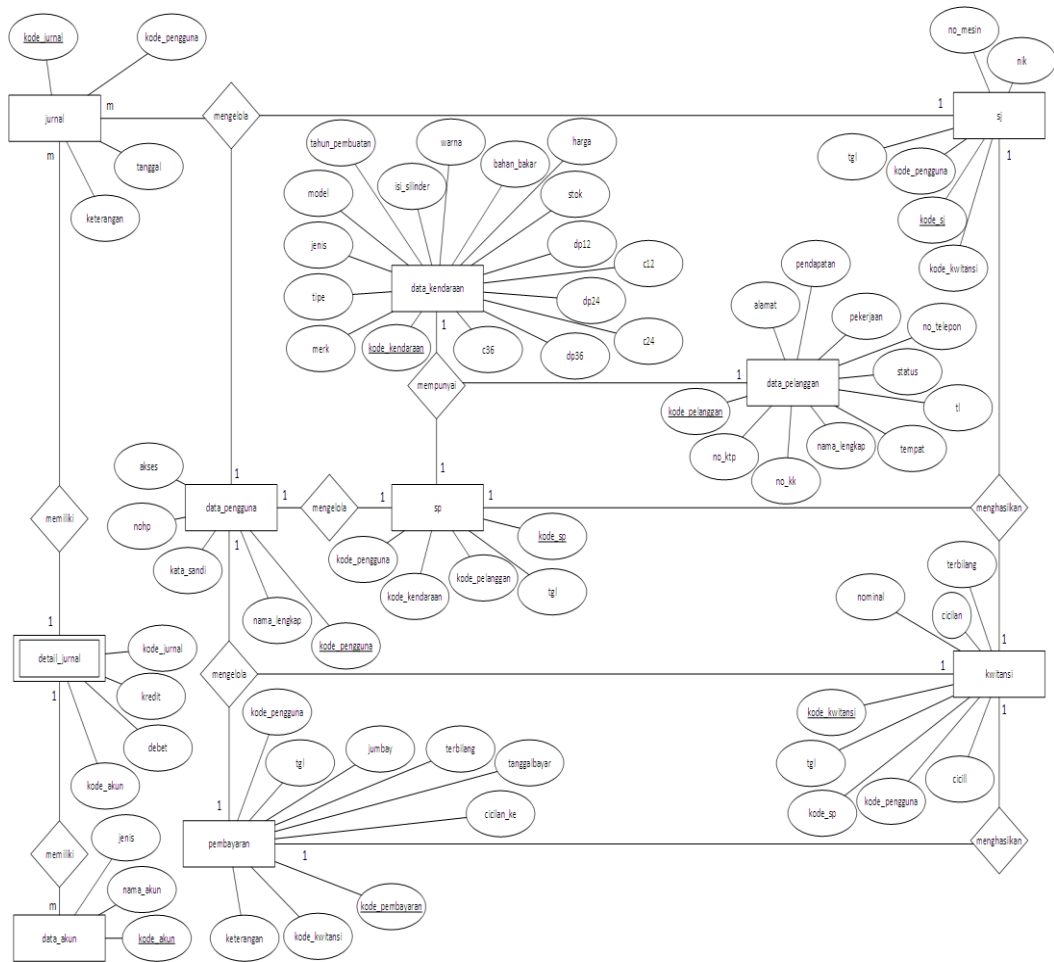 kode_jurnal
kode_pengguna
no_mesin
nik
m
jurnal
m
mengelola
1
sj
m
1
tanggal
keterangan
tgl
kode_pengguna
kode_sj
kode_kwitansi
tahun_pembuatan
warna
harga
bahan_bakar
isi_silinder
model
stok
jenis
dp12
c12
data_kendaraan
tipe
dp24
merk
kode_kendaraan
1
c36
dp36
c24
pendapatan
alamat
pekerjaan
no_telepon
status
mempunyai
1
data_pelanggan
kode_pelanggan
tl
no_ktp
nama_lengkap
tempat
no_kk
akses
1
1
nohp
data_pengguna
1
mengelola
1
sp
1
menghasilkan
memiliki
1
kata_sandi
nama_lengkap
kode_pengguna
kode_pengguna
kode_kendaraan
kode_pelanggan
kode_sp
tgl
nominal
terbilang
cicilan
1
1
detail_jurnal
kode_jurnal
1
kredit
debet
kode_akun
mengelola
1
kwitansi
1
kode_kwitansi
tgl
kode_sp
kode_pengguna
cicill
kode_pengguna
tgl
jumbay
terbilang
tanggalbayar
cicilan_ke
1
pembayaran
1
menghasilkan
kode_pembayaran
kode_kwitansi
keterangan
memiliki
jenis
nama_akun
m
data_akun
kode_akun